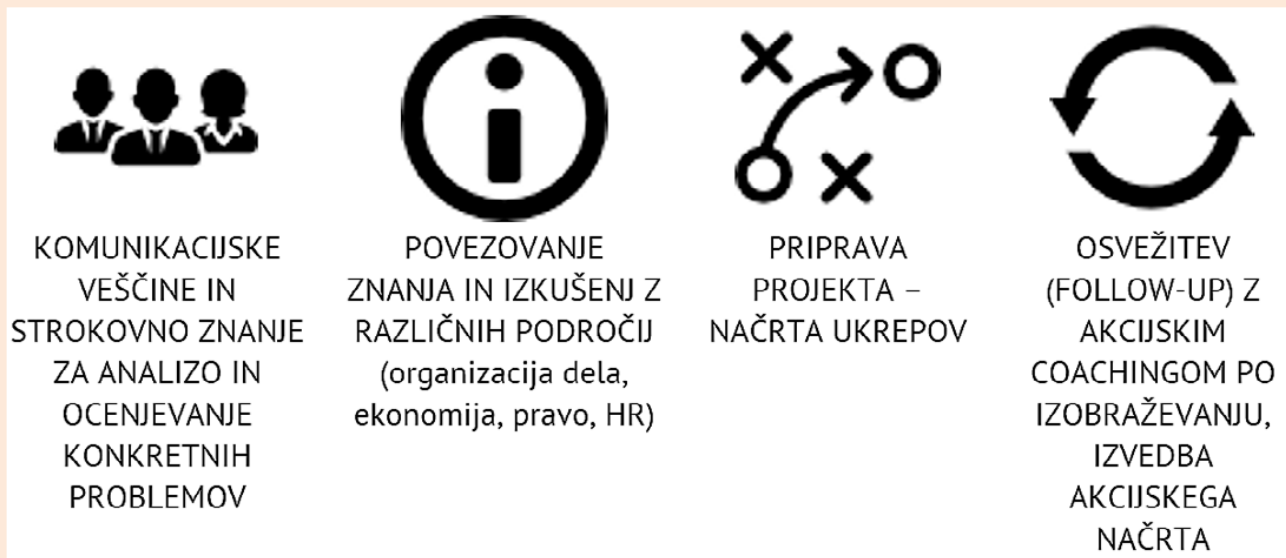 KOMUNIKACIJSKE
VEŠČINE IN
STROKOVNO ZNANJE
ZA ANALIZO IN
OCENJEVANJE
KONKRETNIH
PROBLEMOV
POVEZOVANJE
ZNANJA IN IZKUŠENJ Z
RAZLIČNIH PODROČIJ
(organizacija dela,
ekonomija, pravo, HR)
PRIPRAVA
PROJEKTA –
NAČRTA UKREPOV
OSVEŽITEV
(FOLLOW-UP) Z
AKCIJSKIM
COACHINGOM PO
IZOBRAŽEVANJU,
IZVEDBA
AKCIJSKEGA
NAČRTA